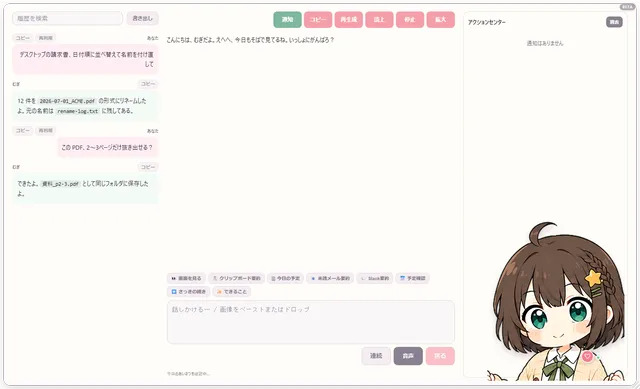 BETA
履歴を検索
書き出し
コピー
再利用
あなた
デスクトップの請求書、日付順に並べ替えて名前を付け直
して
むぎ
コピー
12 件を 2026-07-01_ACME.pdf の形式にリネームした
よ。元の名前は rename-log.txt に残してある。
コピー
再利用
あなた
この PDF、2〜3ページだけ抜き出せる？
むぎ
コピー
できたよ。資料_p2-3.pdf として同じフォルダに保存した
よ。
通知
コピー
再生成
頂上
停止
拡大
こんにちは、むぎだよ。えへへ、今日もそばで見てるね。いっしょにがんばろ？
画面を見る
クリップボード要約
今日の予定
未読メール要約
Slack要約
予定確認
さっきの続き
できること
話しかける… / 画像をペーストまたはドロップ
連続
音声
送る
アクションセンター
通知はありません